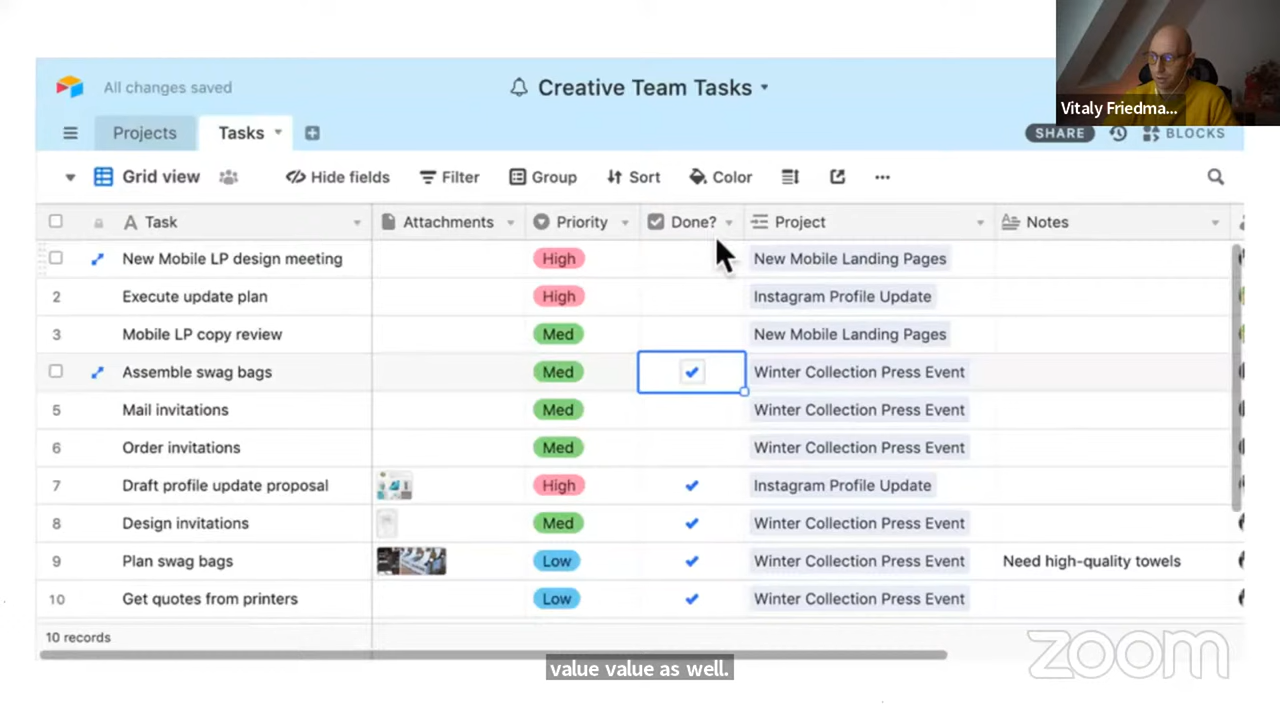 Vitaly Friedma...
All changes saved
Creative Team Tasks
Projects
Tasks
SHARE
BLOCKS
Grid view
Hide fields
Filter
Group
Sort
Color
Task Attachments Priority Done? Project Notes
New Mobile LP design meeting High New Mobile Landing Pages
2 Execute update plan High Instagram Profile Update
3 Mobile LP copy review Med New Mobile Landing Pages
Assemble swag bags Med Winter Collection Press Event
5 Mail invitations Med Winter Collection Press Event
6 Order invitations Med Winter Collection Press Event
7 Draft profile update proposal High Instagram Profile Update
8 Design invitations Med Winter Collection Press Event
9 Plan swag bags Low Winter Collection Press Event Need high-quality towels
10 Get quotes from printers Low Winter Collection Press Event
10 records
zoom
value value as well.